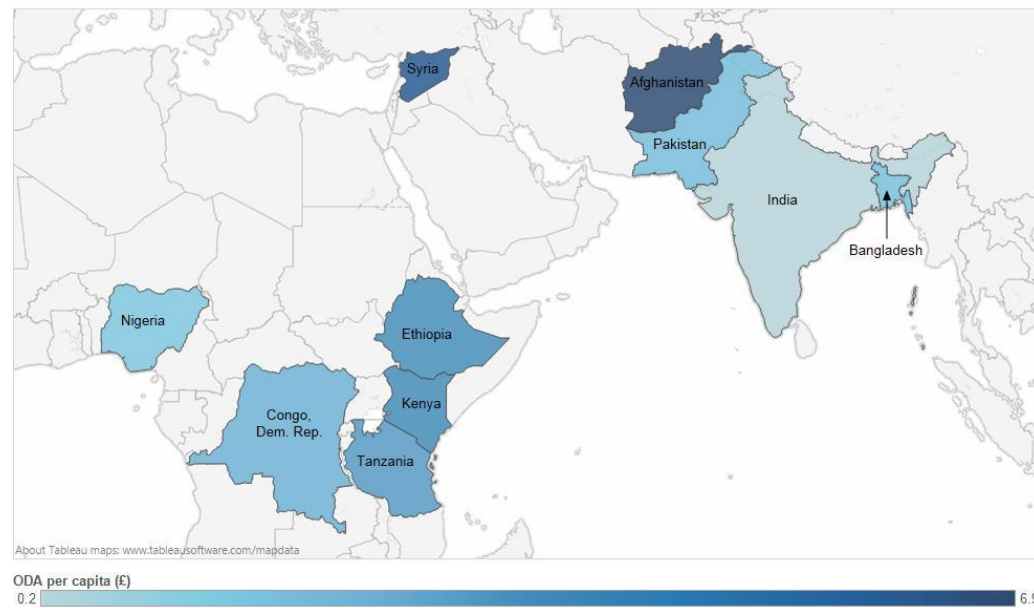 Syria
Afghanistan
Pakistan
India
Bangladesh
Nigeria
Ethiopia
Kenya
Congo,
Dem. Rep.
Tanzania
About Tableau maps: www.tableausoftware.com/mapdata
ODA per capita (£)
0.2